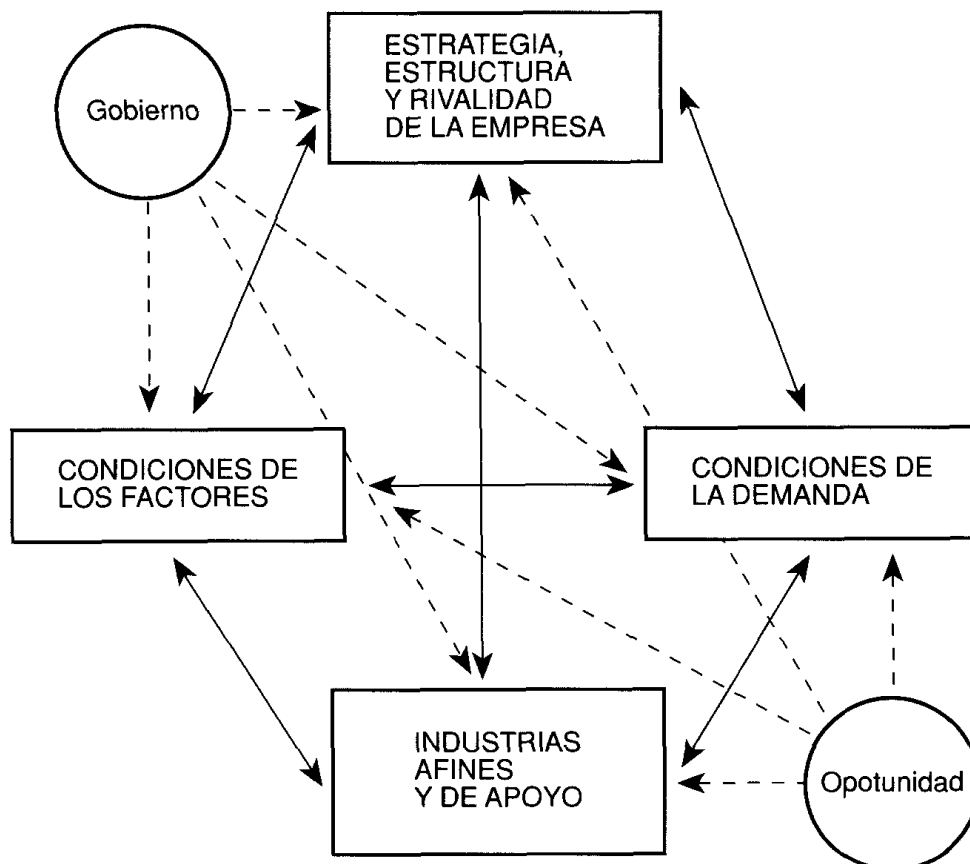 ESTRATEGIA,
ESTRUCTURA
Y RIVALIDAD
DE LA EMPRESA
Gobierno
CONDICIONES DE
LOS FACTORES
CONDICIONES DE
LA DEMANDA
INDUSTRIAS
AFINES
Y DE APOYO
Opotunidad